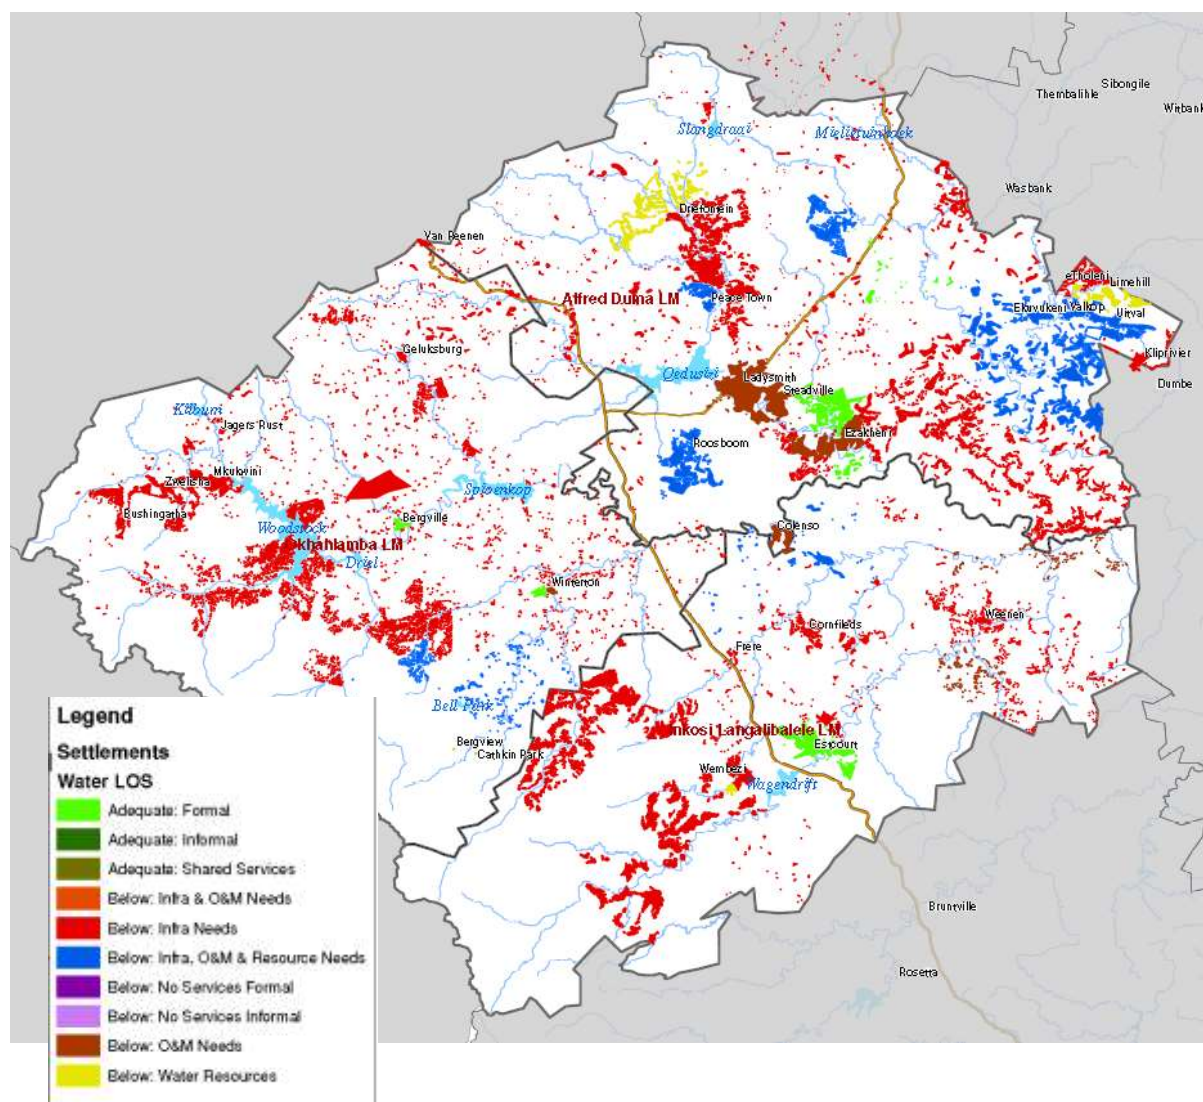 Sibongile
Thembalihle
Witbank
Slangdraai
Mielietuinhoek
Wasbank
Driefontein
Van Reenen
eTholeni
Limehill
Alfred Duma LM
Peace Town
Ekuvukeni
Valkop
Uitval
Geluksburg
Kliprivier
Qedusizi
Ladysmith
Steadville
Dumbe
Kilburn
Jagers Rust
Roosboom
Ezakheni
Mkukwini
Zwelisha
Spioenkop
Bushingatha
Woodstock
Bergville
Colenso
khahlamba LM
Driel
Winterton
Weenen
Cornfileds
Frere
Bell Park
Inkosi Langalibalele LM
Bergview
Estcourt
Cathkin Park
Wembezi
Wagendrift
Bruntville
Rosetta
Legend
Settlements
Water LOS
Adequate: Formal
Adequate: Informal
Adequate: Shared Services
Below: Infra & O&M Needs
Below: Infra Needs
Below: Infra, O&M & Resource Needs
Below: No Services Formal
Below: No Services Informal
Below: O&M Needs
Below: Water Resources